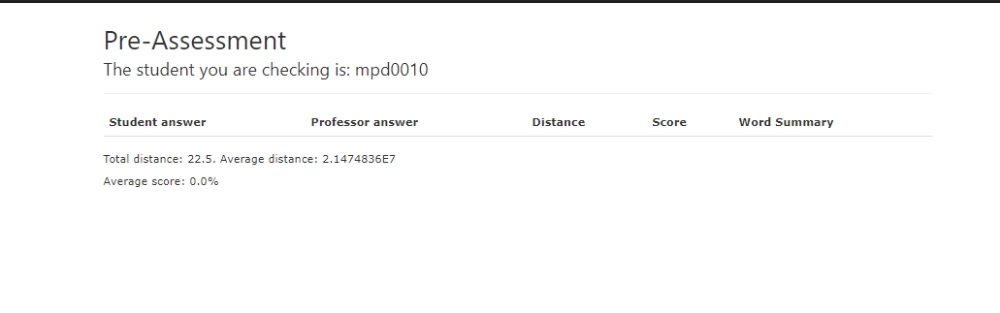 Pre-Assessment
The student you are checking is: mpd0010
Student answer Professor answer Distance Score Word Summary
Total distance: 22.5. Average distance: 2.1474836E7
Average score: 0.0%